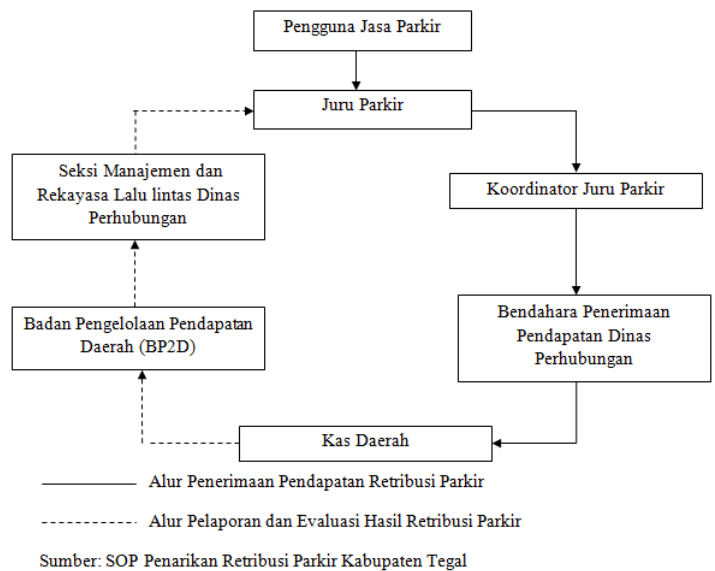 Pengguna Jasa Parkir
Juru Parkir
Seksi Manajemen dan
Rekayasa Lalu lintas Dinas
Perhubungan
Koordinator Juru Parkir
Badan Pengelolaan Pendapatan
Daerah (BP2D)
Bendahara Penerimaan
Pendapatan Dinas
Perhubungan
Kas Daerah
Alur Penerimaan Pendapatan Retribusi Parkir
Alur Pelaporan dan Evaluasi Hasil Retribusi Parkir
Sumber: SOP Penarikan Retribusi Parkir Kabupaten Tegal